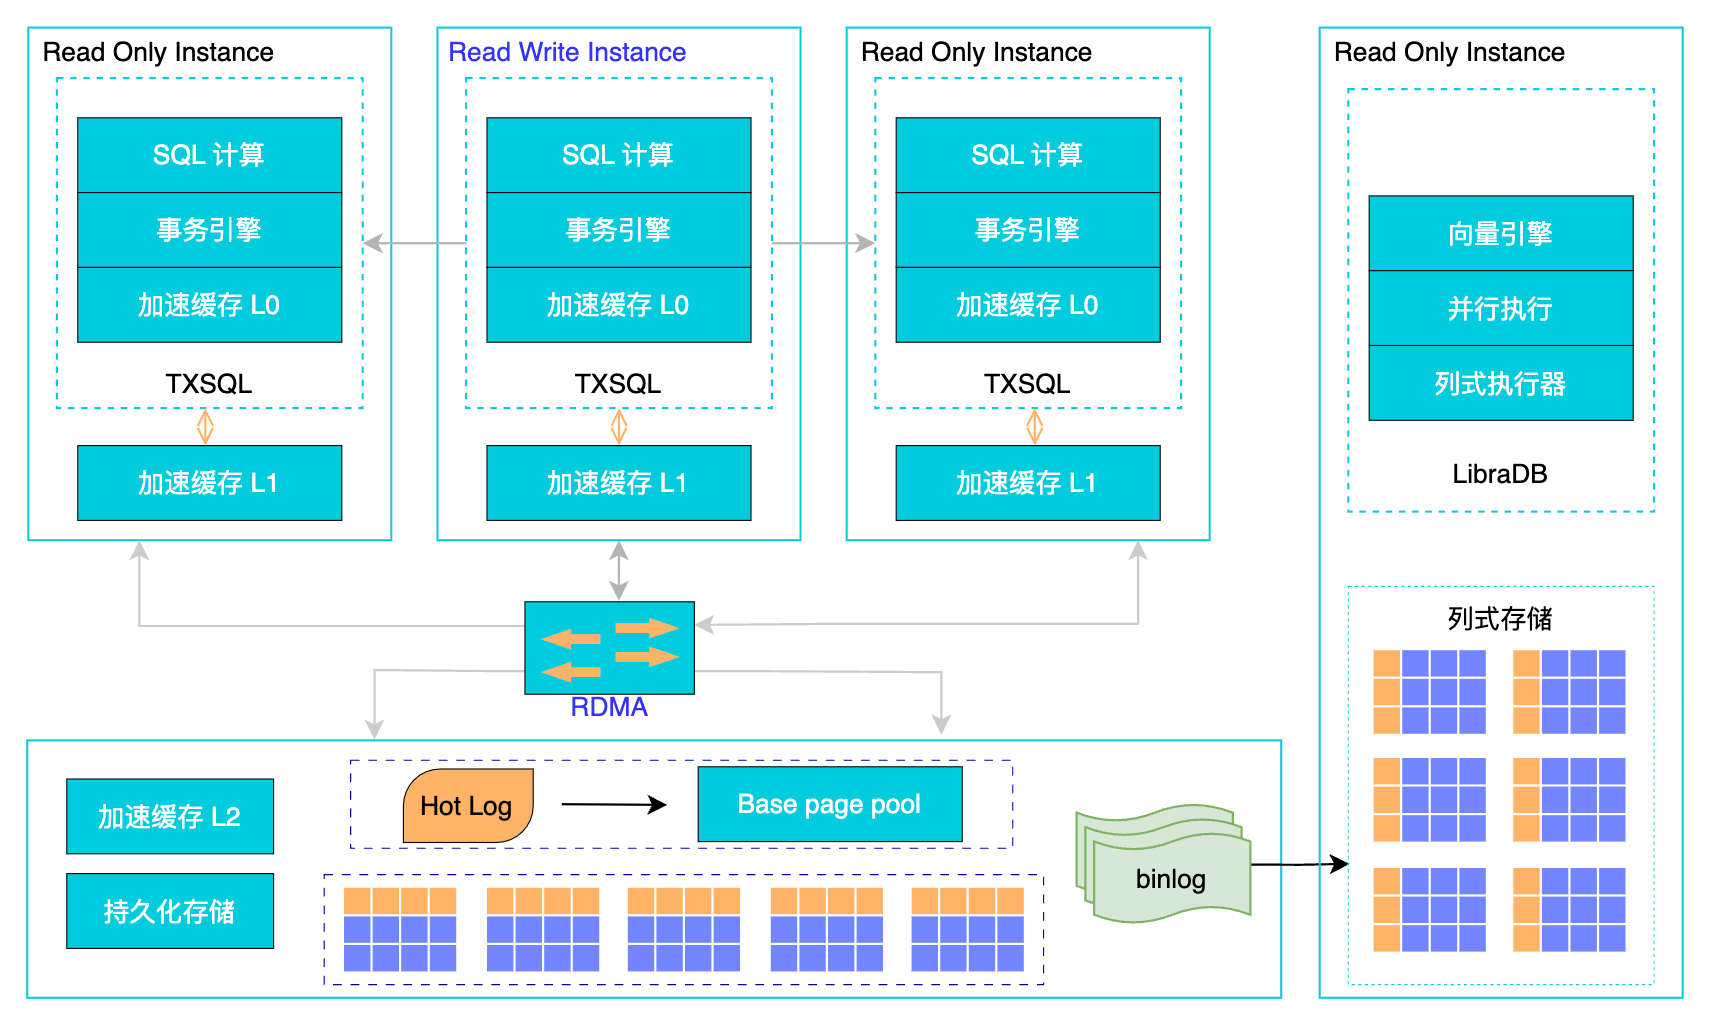 Read Only Instance
SQL 计算
事务引擎
加速缓存 L0
TXSQL
加速缓存 L1
Read Write Instance
SQL 计算
事务引擎
加速缓存 L0
TXSQL
加速缓存 L1
Read Only Instance
SQL 计算
事务引擎
加速缓存 L0
TXSQL
加速缓存 L1
Read Only Instance
向量引擎
并行执行
列式执行器
LibraDB
列式存储
RDMA
加速缓存 L2
持久化存储
Hot Log
Base page pool
binlog